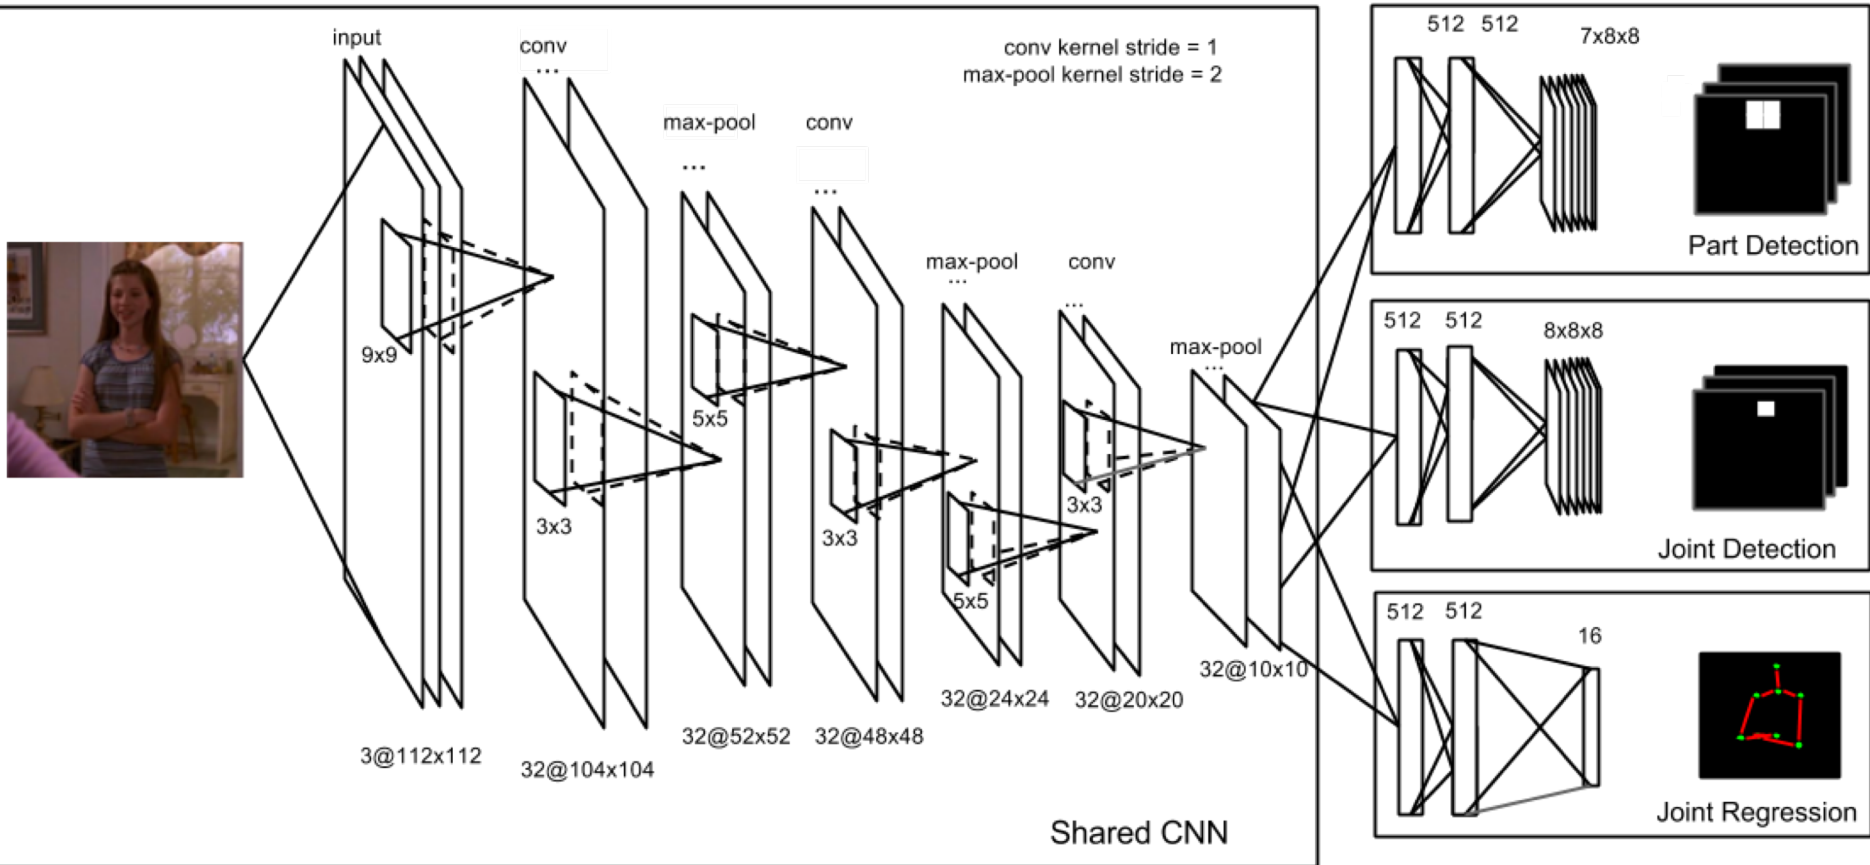 input
conv
...
conv kernel stride = 1
max-pool kernel stride = 2
max-pool
...
conv
...
max-pool
...
conv
...
max-pool
...
9x9
3x3
5x5
3x3
5x5
3x3
3@112x112
32@104x104
32@52x52
32@48x48
32@24x24
32@20x20
32@10x10
Shared CNN
512 512
7x8x8
Part Detection
512 512
8x8x8
Joint Detection
512 512
16
Joint Regression